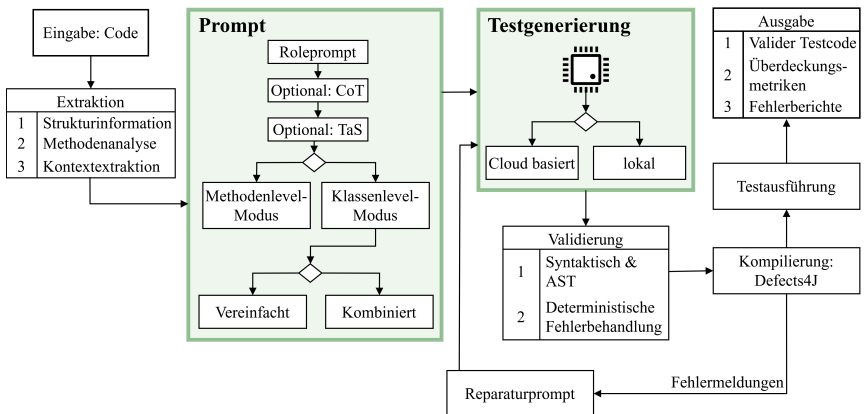 Eingabe: Code
Extraktion
1 Strukturinformation
2 Methodenanalyse
3 Kontextextraktion
Prompt
Roleprompt
Optional: CoT
Optional: TaS
Methodenlevel-
Modus
Klassenlevel-
Modus
Vereinfacht
Kombiniert
Testgenerierung
Cloud basiert
lokal
Validierung
1 Syntaktisch &
AST
2 Deterministische
Fehlerbehandlung
Kompilierung:
Defects4J
Testausführung
Ausgabe
1 Valider Testcode
2 Überdeckungs-
metriken
3 Fehlerberichte
Fehlermeldungen
Reparaturprompt